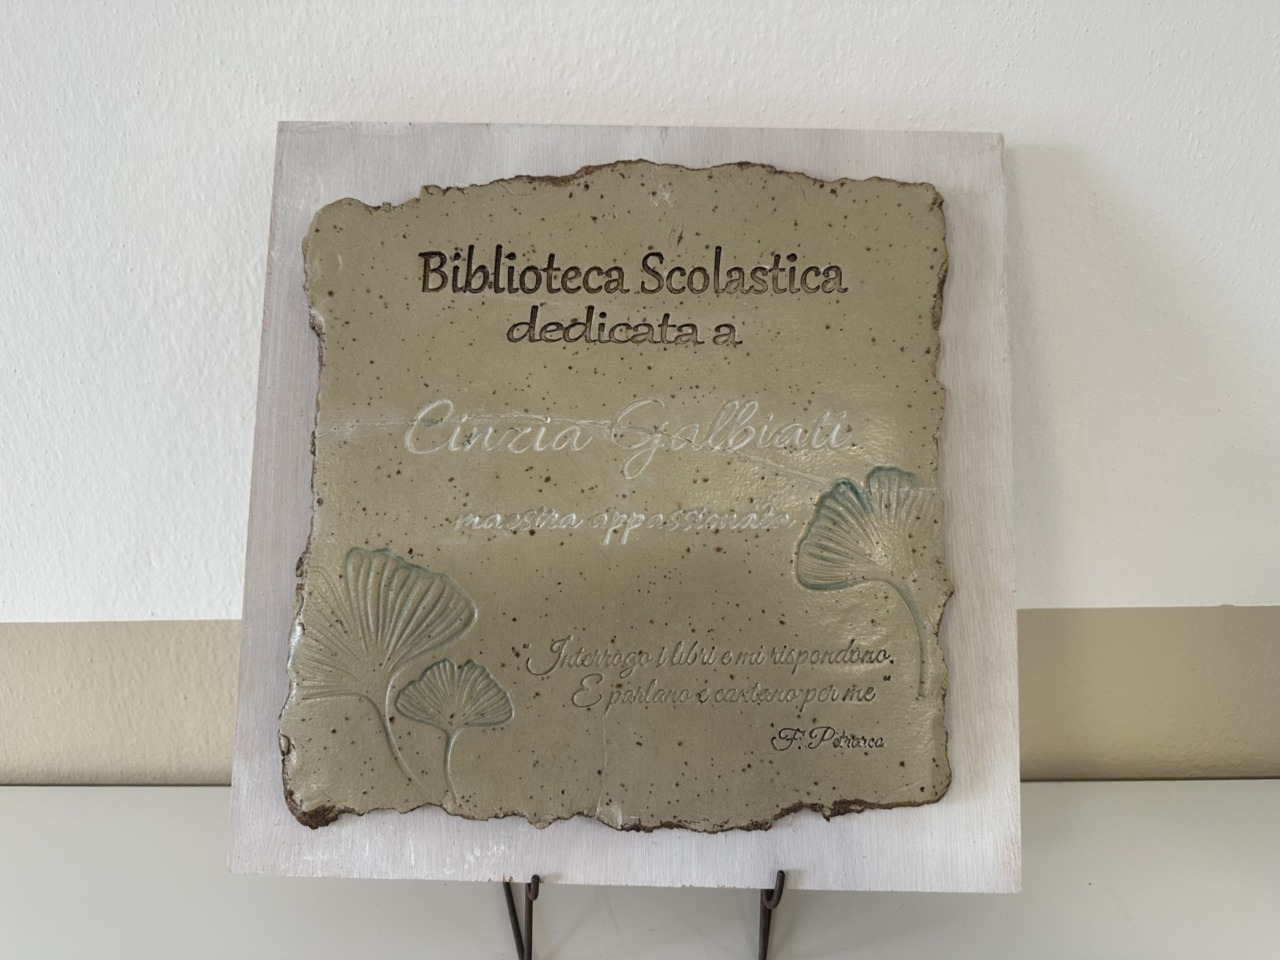 Biblioteca Scolastica
dedicata a
Cinzia Galbiati
maestra appassionata
"Interrogo i libri e mi rispondono.
E parlano e cantano per me"
F. Petrarca